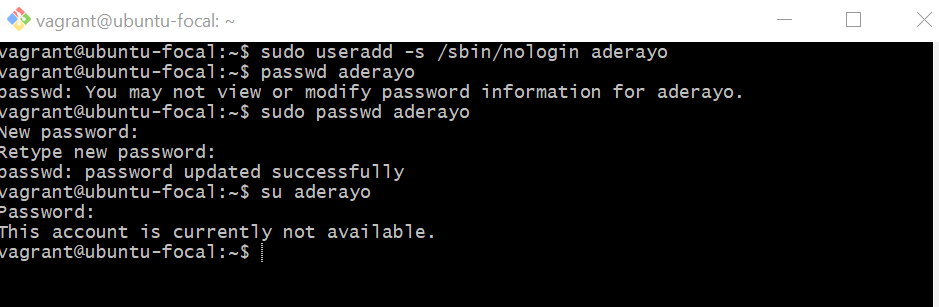 vagrant@ubuntu-focal: ~
vagrant@ubuntu-focal:~$ sudo useradd -s /sbin/nologin aderayo
vagrant@ubuntu-focal:~$ passwd aderayo
passwd: You may not view or modify password information for aderayo.
vagrant@ubuntu-focal:~$ sudo passwd aderayo
New password:
Retype new password:
passwd: password updated successfully
vagrant@ubuntu-focal:~$ su aderayo
Password:
This account is currently not available.
vagrant@ubuntu-focal:~$